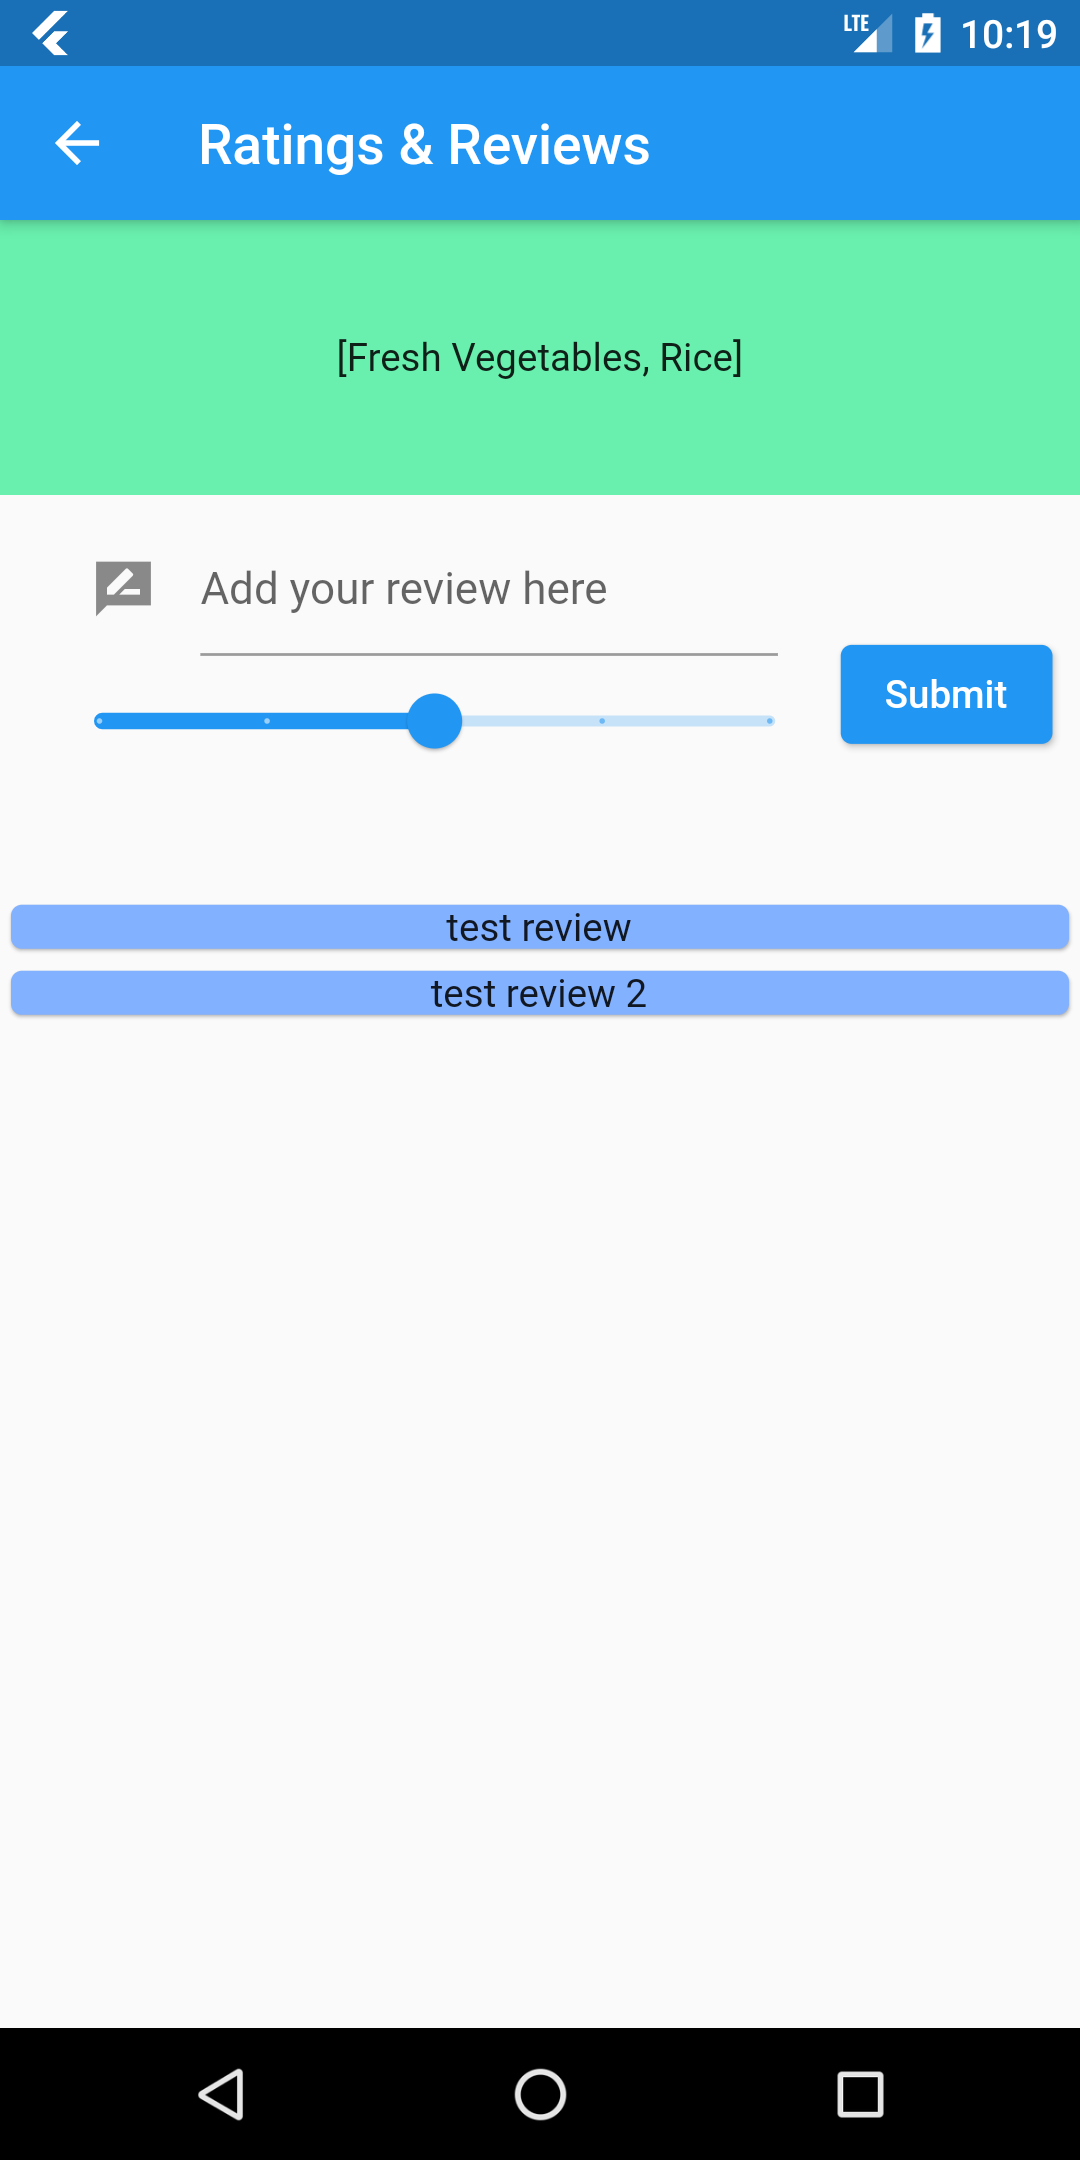 LTE 10:19
Ratings & Reviews
[Fresh Vegetables, Rice]
Add your review here
Submit
test review
test review 2